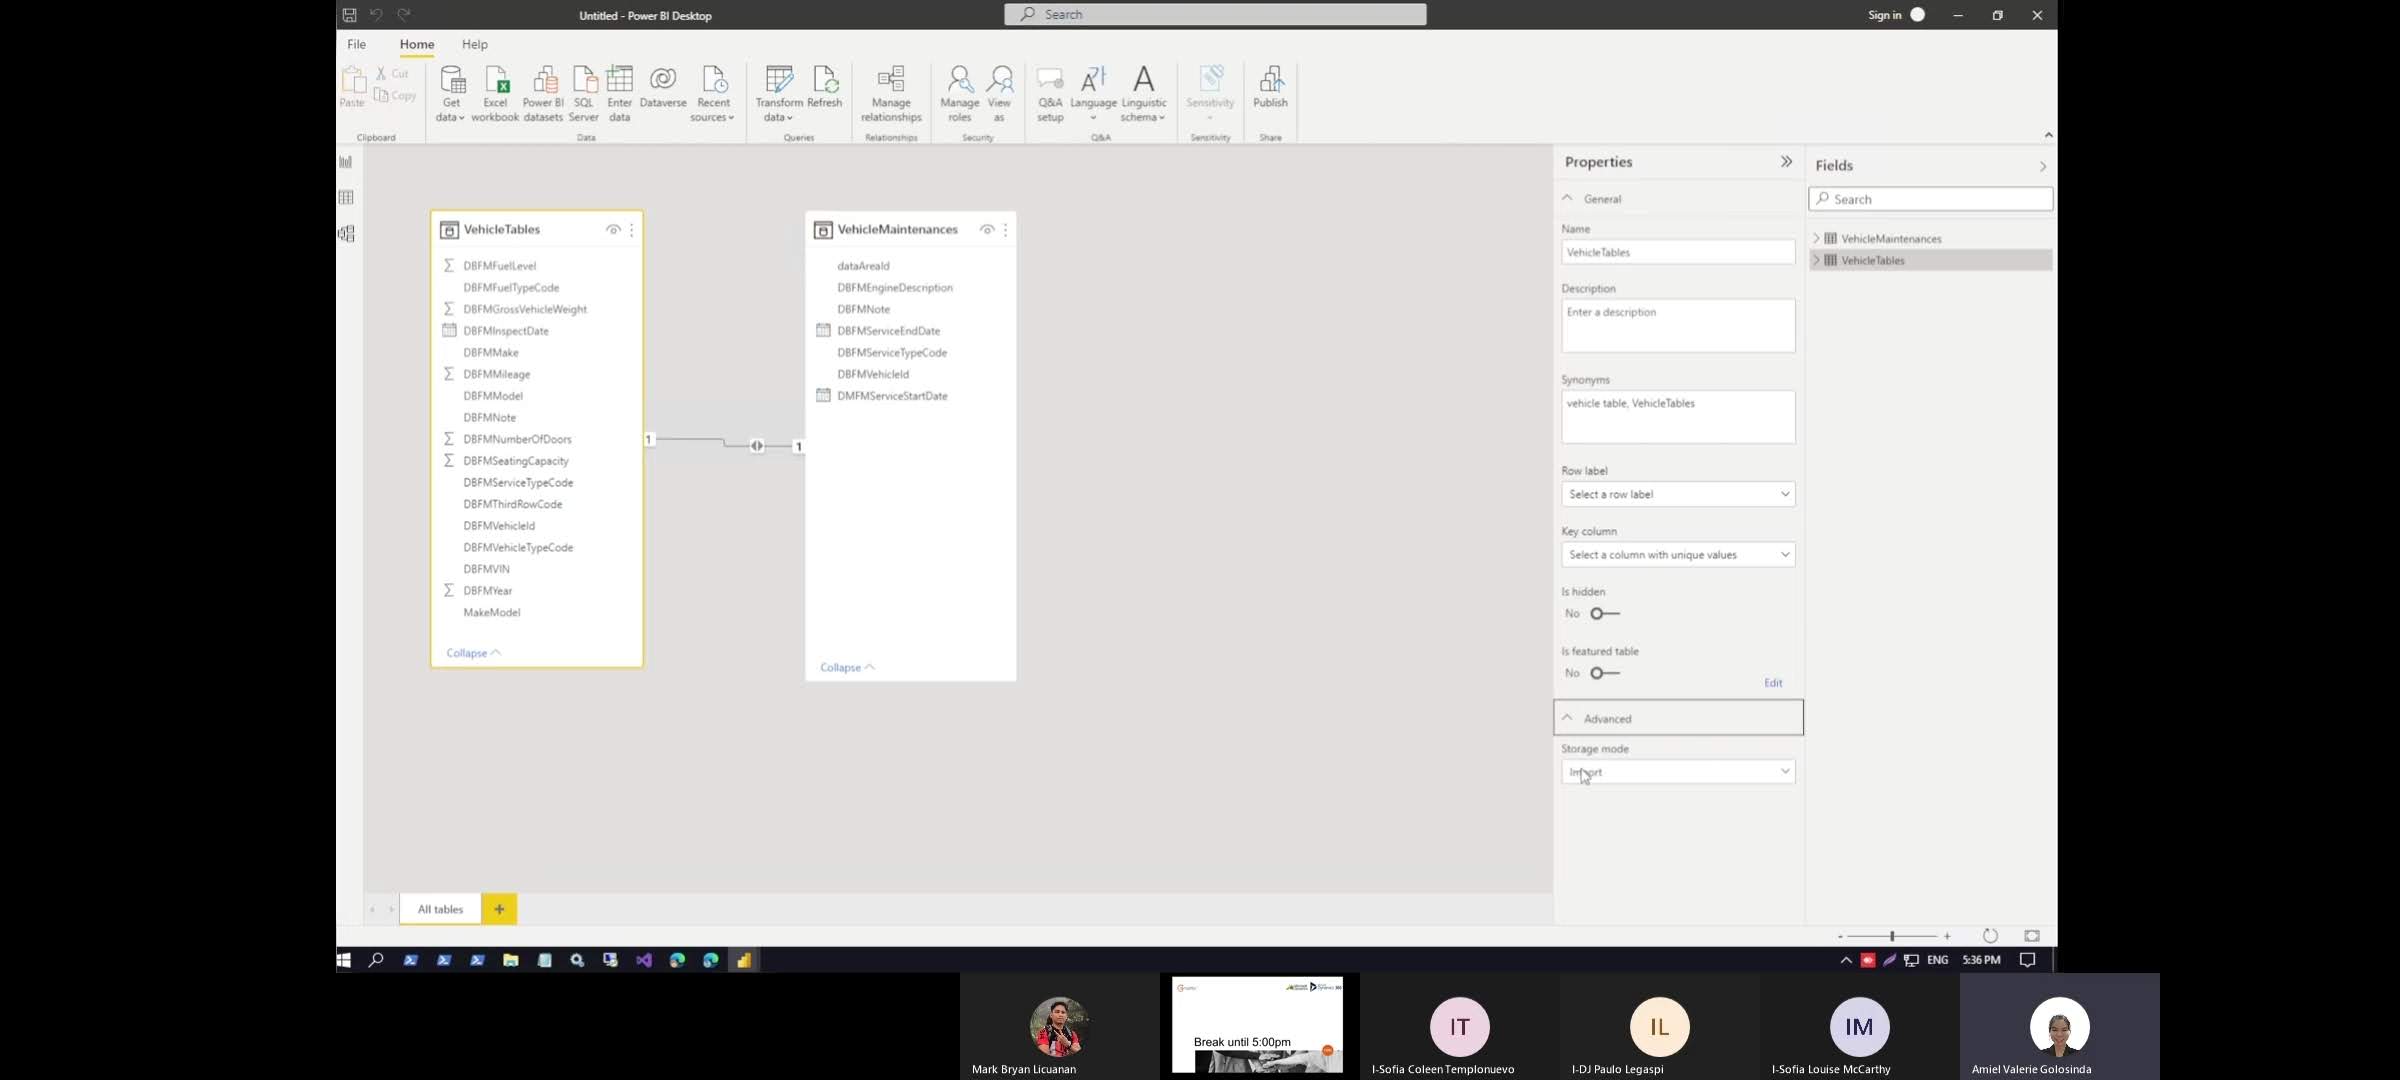 Untitled - Power BI Desktop
Search
Sign in
File
Home
Help
Paste
Cut
Copy
Get data
Excel workbook
Power BI datasets
SQL Server
Enter data
Dataverse
Recent sources
Transform data
Refresh
Manage relationships
Manage roles
View as
Q&A setup
Language
Linguistic schema
Sensitivity
Publish
Clipboard
Data
Queries
Relationships
Security
Q&A
Sensitivity
Share
VehicleTables
DBFMFuelLevel
DBFMFuelTypeCode
DBFMGrossVehicleWeight
DBFMInspectDate
DBFMMake
DBFMMileage
DBFMModel
DBFMNote
DBFMNumberOfDoors
DBFMSeatingCapacity
DBFMServiceTypeCode
DBFMThirdRowCode
DBFMVehicleId
DBFMVehicleTypeCode
DBFMVIN
DBFMYear
MakeModel
Collapse
1
1
VehicleMaintenances
dataAreaId
DBFMEngineDescription
DBFMNote
DBFMServiceEndDate
DBFMServiceTypeCode
DBFMVehicleId
DMFMServiceStartDate
Collapse
Properties
General
Name
VehicleTables
Description
Enter a description
Synonyms
vehicle table, VehicleTables
Row label
Select a row label
Key column
Select a column with unique values
Is hidden
No
Is featured table
No
Edit
Advanced
Storage mode
Import
Fields
Search
VehicleMaintenances
VehicleTables
All tables
ENG
5:36 PM
Mark Bryan Licuanan
Break until 5:00pm
IT
I-Sofia Coleen Templonuevo
IL
I-DJ Paulo Legaspi
IM
I-Sofia Louise McCarthy
Amiel Valerie Golosinda